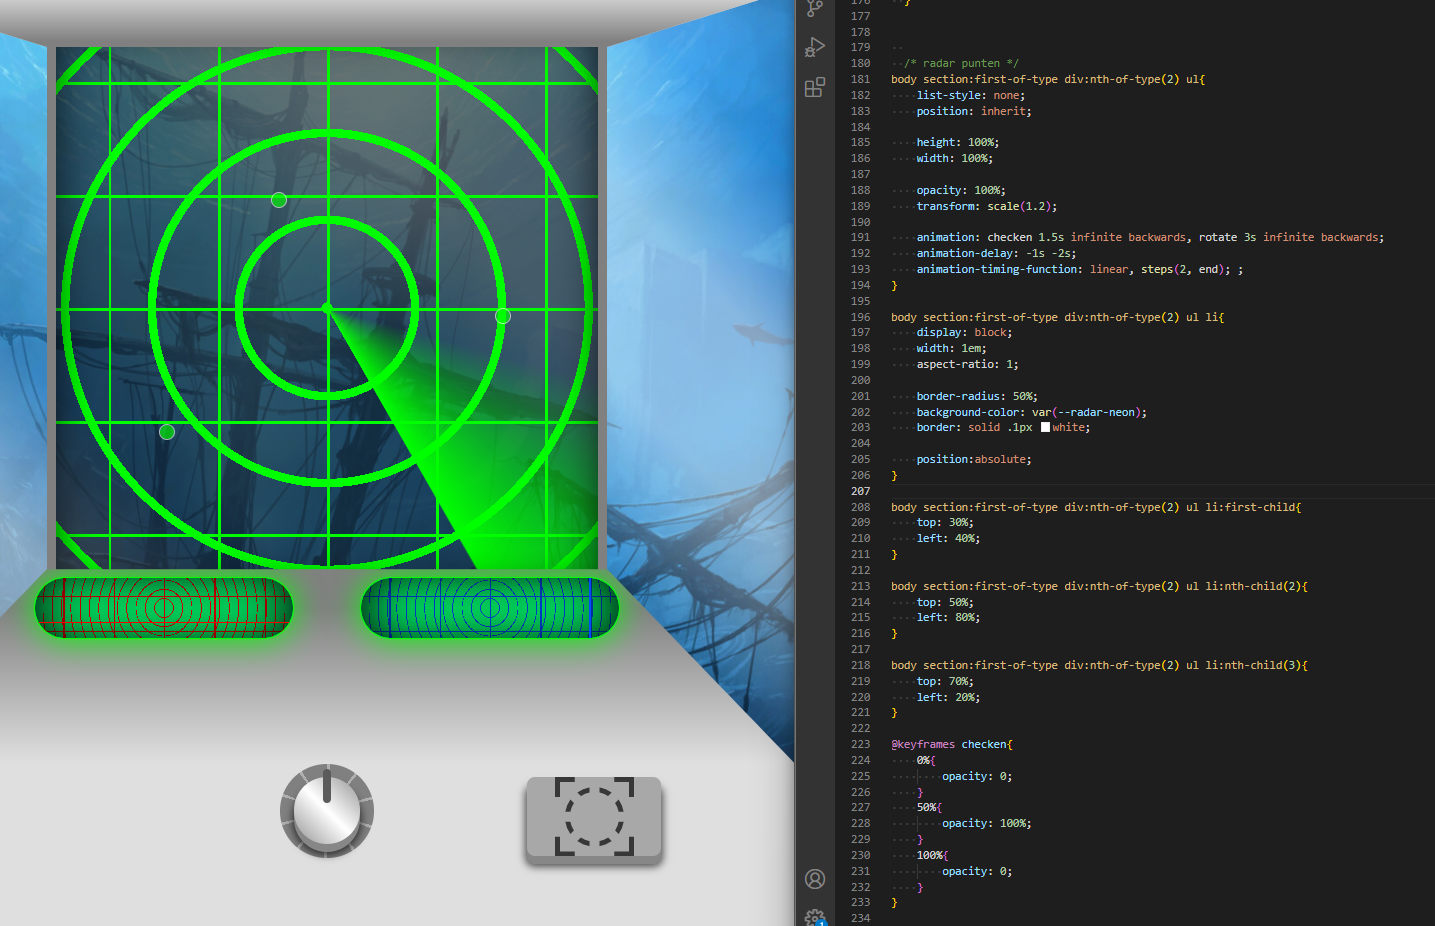 176 }
177
178
179
180 /* radar punten */
181 body section:first-of-type div:nth-of-type(2) ul{
182 list-style: none;
183 position: inherit;
184
185 height: 100%;
186 width: 100%;
187
188 opacity: 100%;
189 transform: scale(1.2);
190
191 animation: checken 1.5s infinite backwards, rotate 3s infinite backwards;
192 animation-delay: -1s -2s;
193 animation-timing-function: linear, steps(2, end); ;
194 }
195
196 body section:first-of-type div:nth-of-type(2) ul li{
197 display: block;
198 width: 1em;
199 aspect-ratio: 1;
200
201 border-radius: 50%;
202 background-color: var(--radar-neon);
203 border: solid .1px white;
204
205 position:absolute;
206 }
207
208 body section:first-of-type div:nth-of-type(2) ul li:first-child{
209 top: 30%;
210 left: 40%;
211 }
212
213 body section:first-of-type div:nth-of-type(2) ul li:nth-child(2){
214 top: 50%;
215 left: 80%;
216 }
217
218 body section:first-of-type div:nth-of-type(2) ul li:nth-child(3){
219 top: 70%;
220 left: 20%;
221 }
222
223 @keyframes checken{
224 0%{
225 opacity: 0;
226 }
227 50%{
228 opacity: 100%;
229 }
230 100%{
231 opacity: 0;
232 }
233 }
234
1